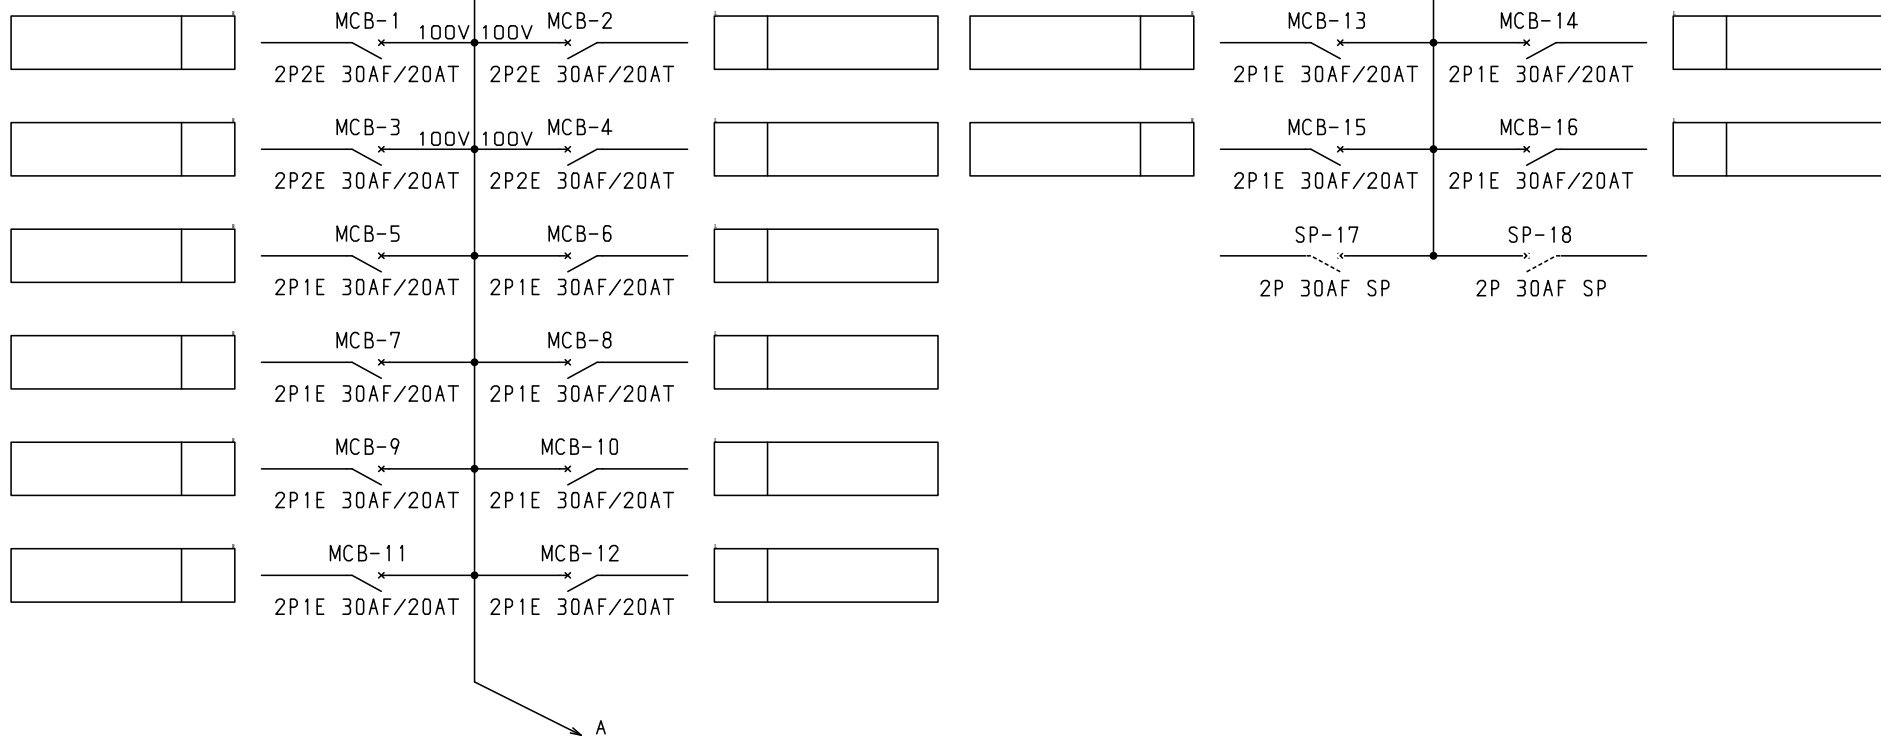 MCB-1 100V 100V MCB-2
2P2E 30AF/20AT 2P2E 30AF/20AT
MCB-3 100V 100V MCB-4
2P2E 30AF/20AT 2P2E 30AF/20AT
MCB-5 MCB-6
2P1E 30AF/20AT 2P1E 30AF/20AT
MCB-7 MCB-8
2P1E 30AF/20AT 2P1E 30AF/20AT
MCB-9 MCB-10
2P1E 30AF/20AT 2P1E 30AF/20AT
MCB-11 MCB-12
2P1E 30AF/20AT 2P1E 30AF/20AT
A
MCB-13 MCB-14
2P1E 30AF/20AT 2P1E 30AF/20AT
MCB-15 MCB-16
2P1E 30AF/20AT 2P1E 30AF/20AT
SP-17 SP-18
2P 30AF SP 2P 30AF SP